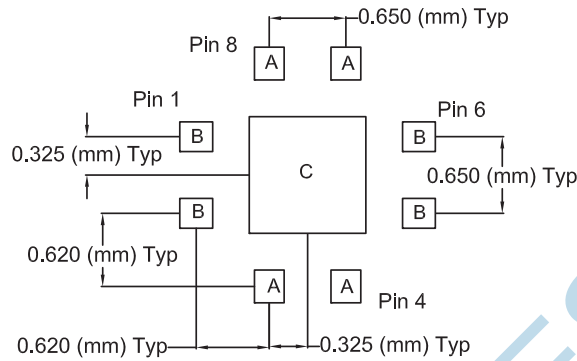 0.650 (mm) Typ
Pin 8
A A
Pin 1
Pin 6
B B
0.325 (mm) Typ
C
0.650 (mm) Typ
B B
0.620 (mm) Typ
A A
Pin 4
0.620 (mm) Typ 0.325 (mm) Typ